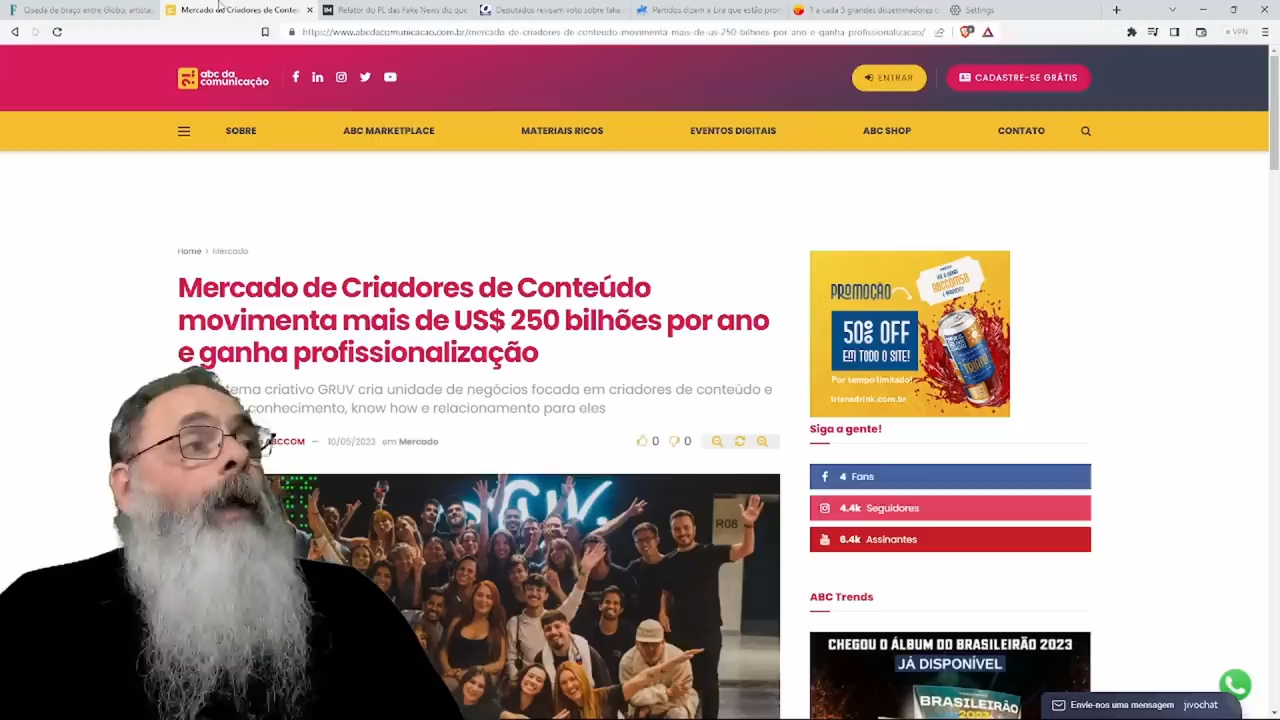 Queda de braço entre Globo, artistas
Mercado de Criadores de Conteú
Relator do PL das Fake News diz que
Deputados revisam voto sobre fake
Partidos dizem a Lira que estão pron
1 a cada 5 grandes disseminadores o
Settings
https://www.abcdacomunicacao.com.br/mercado-de-criadores-de-conteudo-movimenta-mais-de-us-250-bilhoes-por-ano-e-ganha-profissionalizacao/
VPN
abc da
comunicação
ENTRAR
CADASTRE-SE GRÁTIS
SOBRE
ABC MARKETPLACE
MATERIAIS RICOS
EVENTOS DIGITAIS
ABC SHOP
CONTATO
Home > Mercado
Mercado de Criadores de Conteúdo
movimenta mais de US$ 250 bilhões por ano
e ganha profissionalização
tema criativo GRUV cria unidade de negócios focada em criadores de conteúdo e
conhecimento, know how e relacionamento para eles
ABCCOM — 10/05/2023 em Mercado
0
0
R08
PROMOÇÃO
50% OFF
EM TODO O SITE!
Por tempo limitado!
trianadrink.com.br
Siga a gente!
4 Fans
4.4k Seguidores
6.4k Assinantes
ABC Trends
CHEGOU O ÁLBUM DO BRASILEIRÃO 2023
JÁ DISPONÍVEL
BRASILEIRÃO
2023
Envie-nos uma mensagem
jivochat